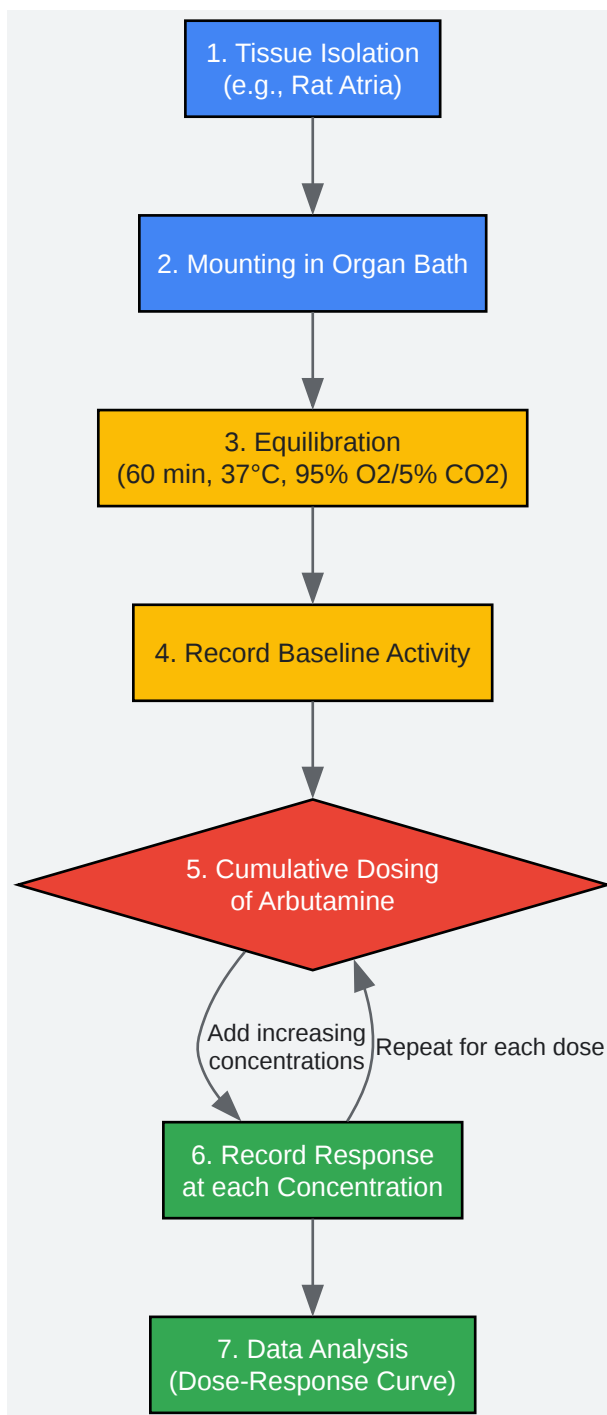 1. Tissue Isolation
(e.g., Rat Atria)
2. Mounting in Organ Bath
3. Equilibration
(60 min, 37°C, 95% O2/5% CO2)
4. Record Baseline Activity
5. Cumulative Dosing
of Arbutamine
Add increasing
concentrations
Repeat for each dose
6. Record Response
at each Concentration
7. Data Analysis
(Dose-Response Curve)